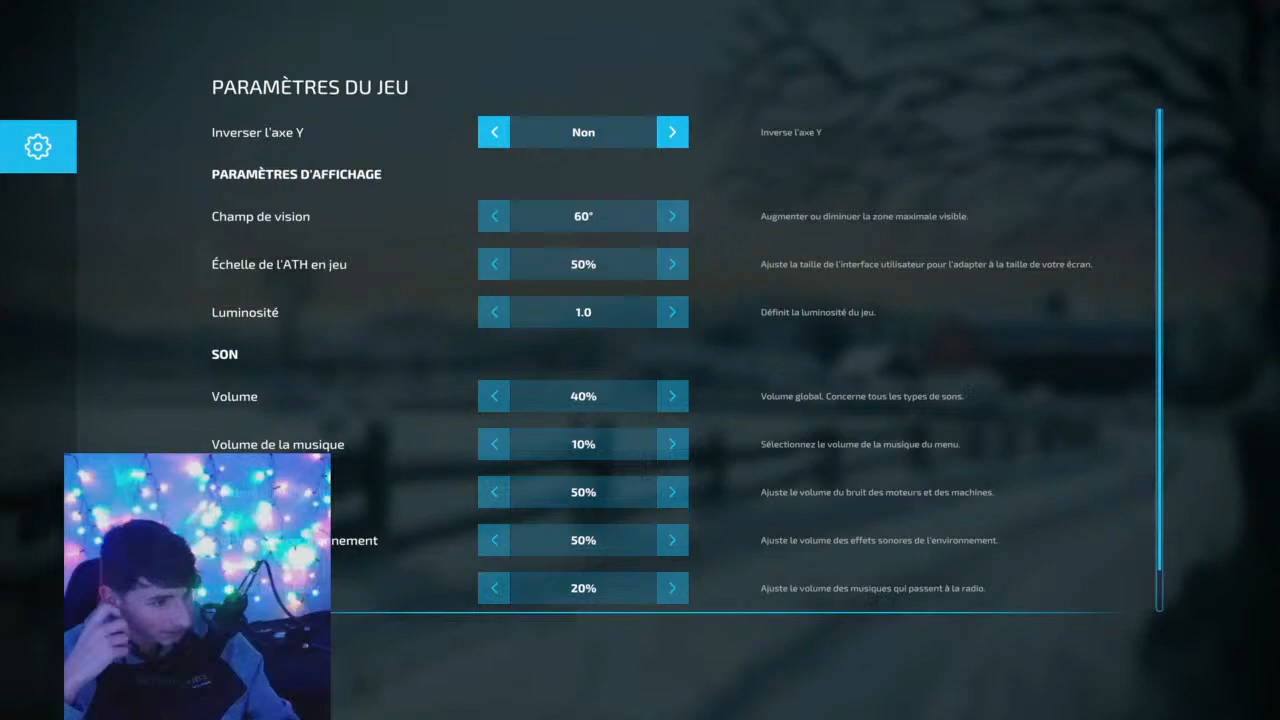 PARAMÈTRES DU JEU
Inverser l'axe Y
Non
Inverse l'axe Y
PARAMÈTRES D'AFFICHAGE
Champ de vision
60°
Augmenter ou diminuer la zone maximale visible.
Échelle de l'ATH en jeu
50%
Ajuste la taille de l'interface utilisateur pour l'adapter à la taille de votre écran.
Luminosité
1.0
Définit la luminosité du jeu.
SON
Volume
40%
Volume global. Concerne tous les types de sons.
Volume de la musique
10%
Sélectionnez le volume de la musique du menu.
50%
Ajuste le volume du bruit des moteurs et des machines.
nement
50%
Ajuste le volume des effets sonores de l'environnement.
20%
Ajuste le volume des musiques qui passent à la radio.